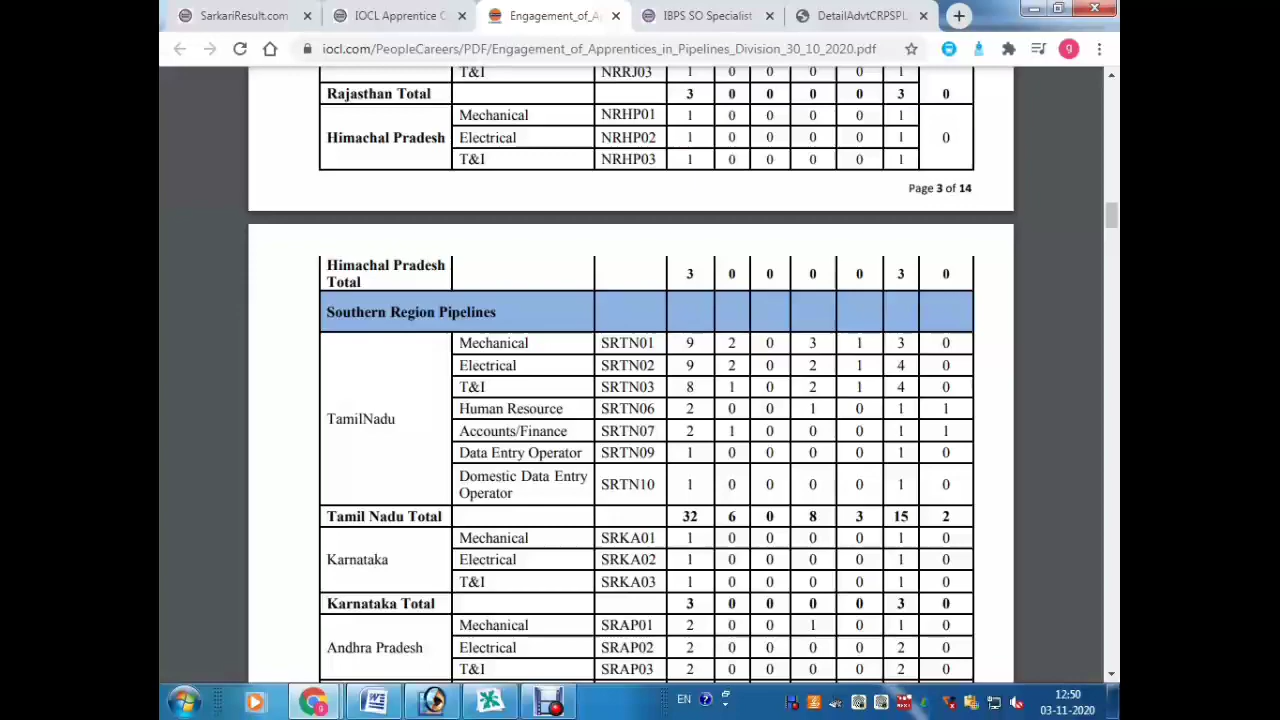 SarkariResult.com
IOCL Apprentice C
Engagement_of_A
IBPS SO Specialist
DetailAdvtCRPSPL
iocl.com/PeopleCareers/PDF/Engagement_of_Apprentices_in_Pipelines_Division_30_10_2020.pdf
g
T&I NRRJ03 1 0 0 0 0 1
Rajasthan Total 3 0 0 0 0 3 0
Mechanical NRHP01 1 0 0 0 0 1
Himachal Pradesh Electrical NRHP02 1 0 0 0 0 1 0
T&I NRHP03 1 0 0 0 0 1
Page 3 of 14
Himachal Pradesh
Total 3 0 0 0 0 3 0
Southern Region Pipelines
Mechanical SRTN01 9 2 0 3 1 3 0
Electrical SRTN02 9 2 0 2 1 4 0
T&I SRTN03 8 1 0 2 1 4 0
TamilNadu
Human Resource SRTN06 2 0 0 1 0 1 1
Accounts/Finance SRTN07 2 1 0 0 0 1 1
Data Entry Operator SRTN09 1 0 0 0 0 1 0
Domestic Data Entry
Operator SRTN10 1 0 0 0 0 1 0
Tamil Nadu Total 32 6 0 8 3 15 2
Mechanical SRKA01 1 0 0 0 0 1 0
Karnataka Electrical SRKA02 1 0 0 0 0 1 0
T&I SRKA03 1 0 0 0 0 1 0
Karnataka Total 3 0 0 0 0 3 0
Mechanical SRAP01 2 0 0 1 0 1 0
Andhra Pradesh Electrical SRAP02 2 0 0 0 0 2 0
T&I SRAP03 2 0 0 0 0 2 0
EN
12:50
03-11-2020